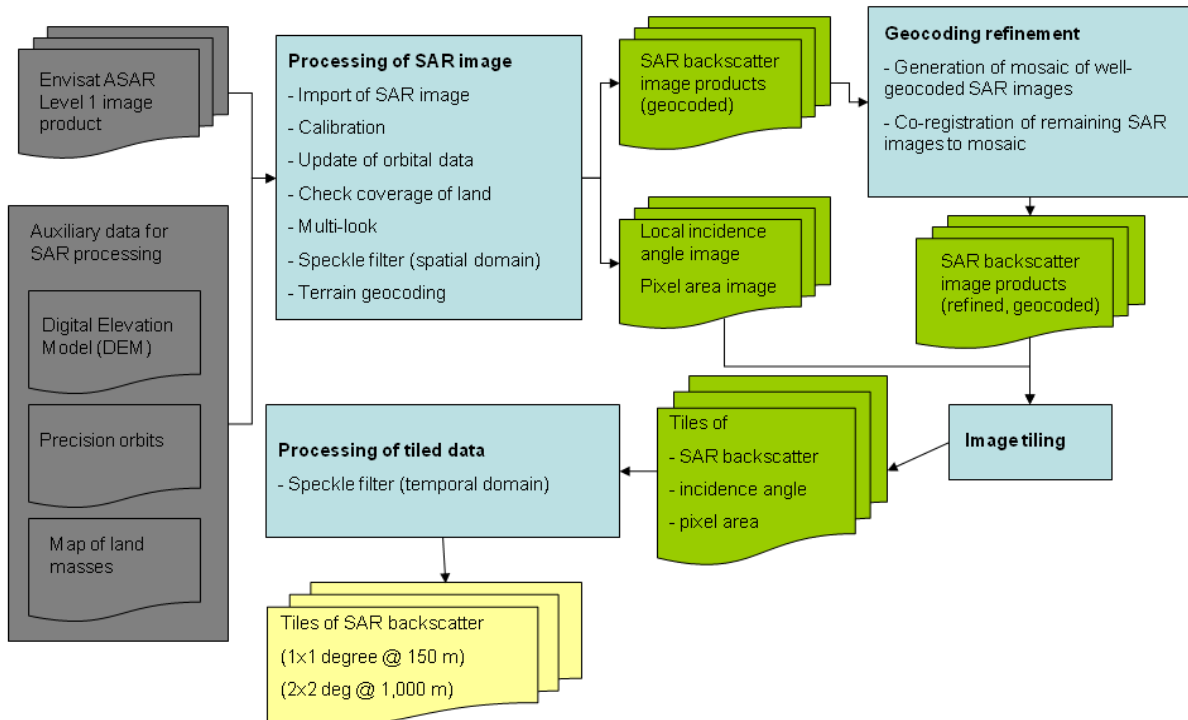 Envisat ASAR
Level 1 image
product
Auxiliary data for
SAR processing
Digital Elevation
Model (DEM)
Precision orbits
Map of land
masses
Processing of SAR image
- Import of SAR image
- Calibration
- Update of orbital data
- Check coverage of land
- Multi-look
- Speckle filter (spatial domain)
- Terrain geocoding
SAR backscatter
image products
(geocoded)
Local incidence
angle image
Pixel area image
Geocoding refinement
- Generation of mosaic of well-
geocoded SAR images
- Co-registration of remaining SAR
images to mosaic
SAR backscatter
image products
(refined, geocoded)
Image tiling
Tiles of
- SAR backscatter
- incidence angle
- pixel area
Processing of tiled data
- Speckle filter (temporal domain)
Tiles of SAR backscatter
(1x1 degree @ 150 m)
(2x2 deg @ 1,000 m)